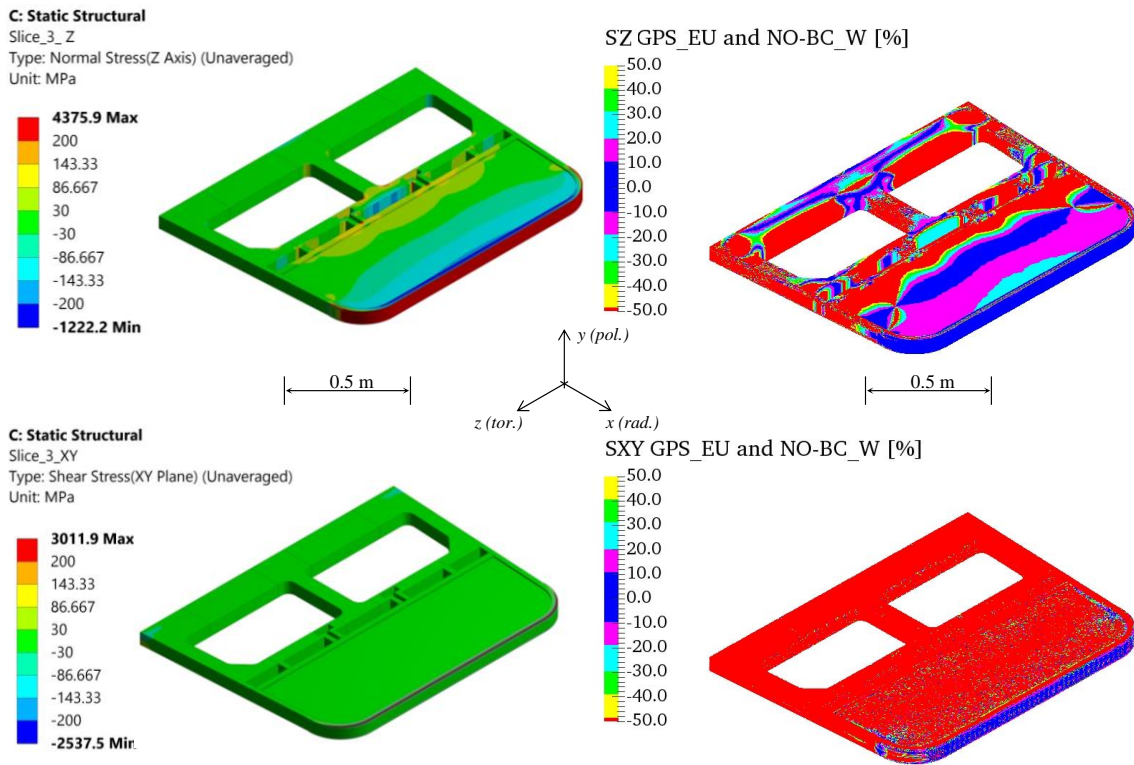 C: Static Structural
Slice_3_ Z
Type: Normal Stress(Z Axis) (Unaveraged)
Unit: MPa
4375.9 Max
200
143.33
86.667
30
-30
-86.667
-143.33
-200
-1222.2 Min
SZ GPS_EU and NO-BC_W [%]
50.0
40.0
30.0
20.0
10.0
0.0
-10.0
-20.0
-30.0
-40.0
-50.0
y (pol.)
z (tor.)
x (rad.)
0.5 m
0.5 m
C: Static Structural
Slice_3_XY
Type: Shear Stress(XY Plane) (Unaveraged)
Unit: MPa
3011.9 Max
200
143.33
86.667
30
-30
-86.667
-143.33
-200
-2537.5 Min
SXY GPS_EU and NO-BC_W [%]
50.0
40.0
30.0
20.0
10.0
0.0
-10.0
-20.0
-30.0
-40.0
-50.0